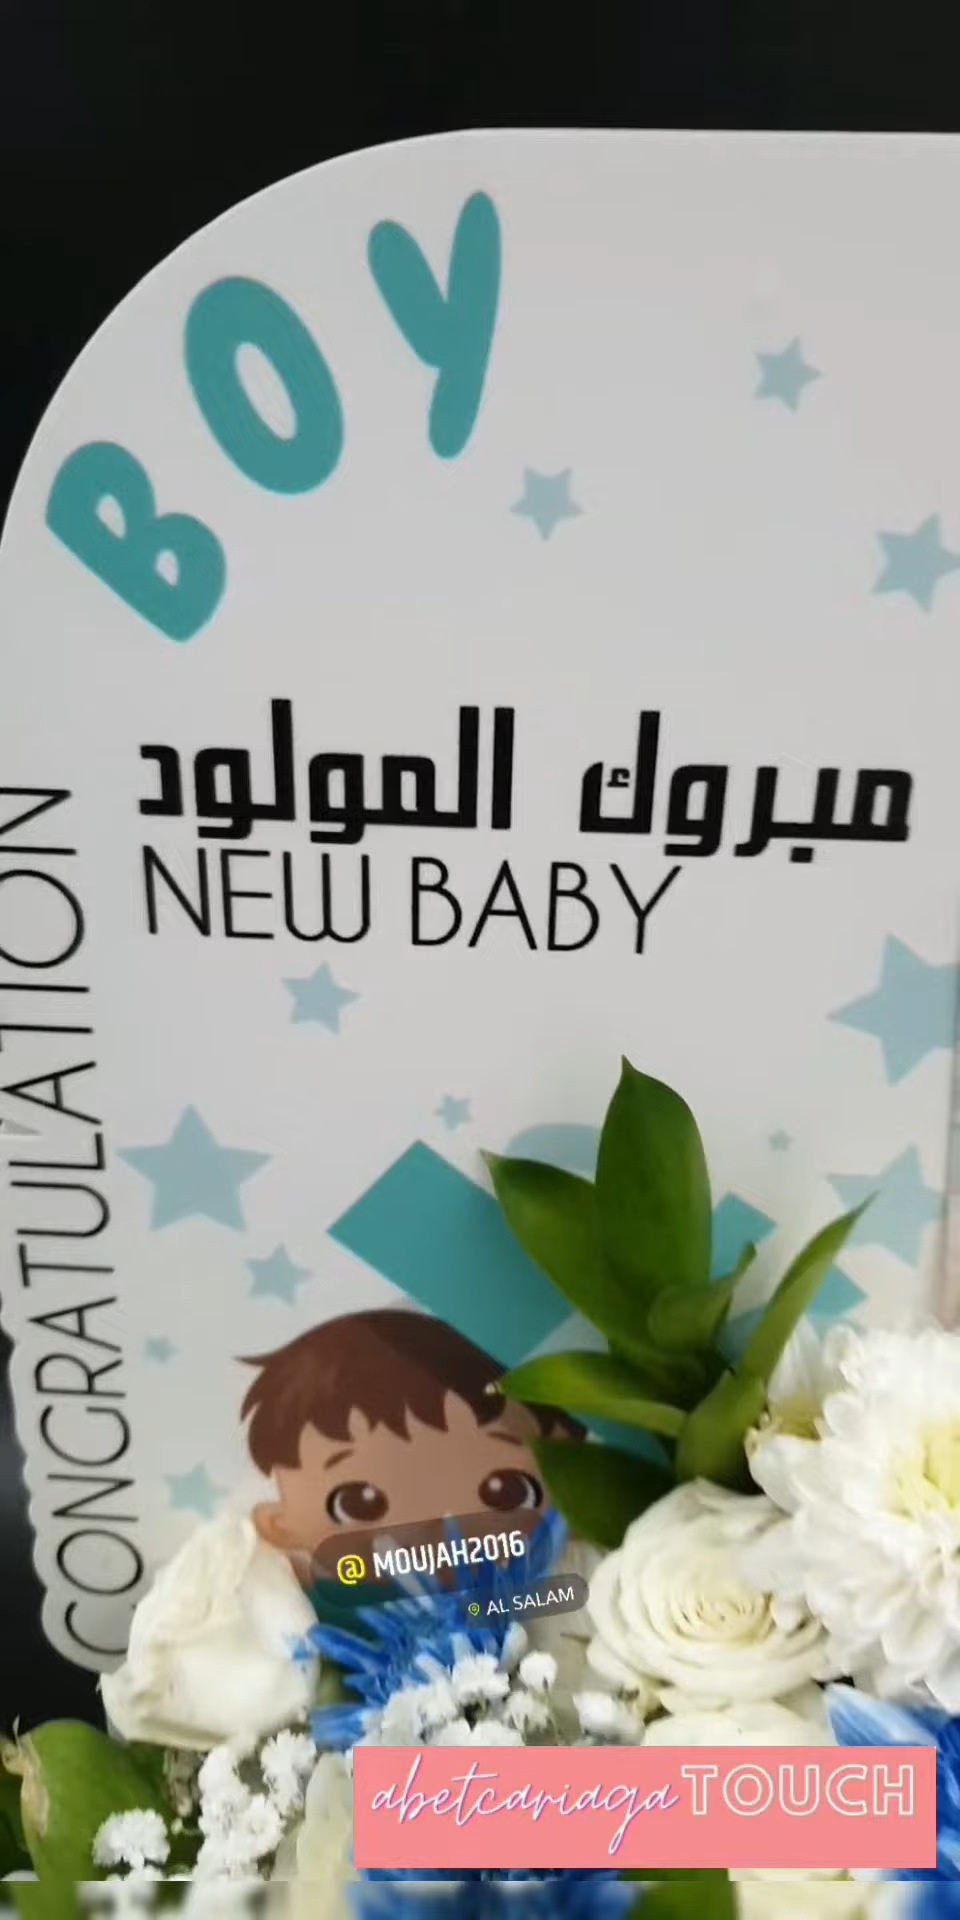 BOY
مبروك المولود
NEW BABY
CONGRATULATION
@ MOUJAH2016
AL SALAM
abetcariaga TOUCH